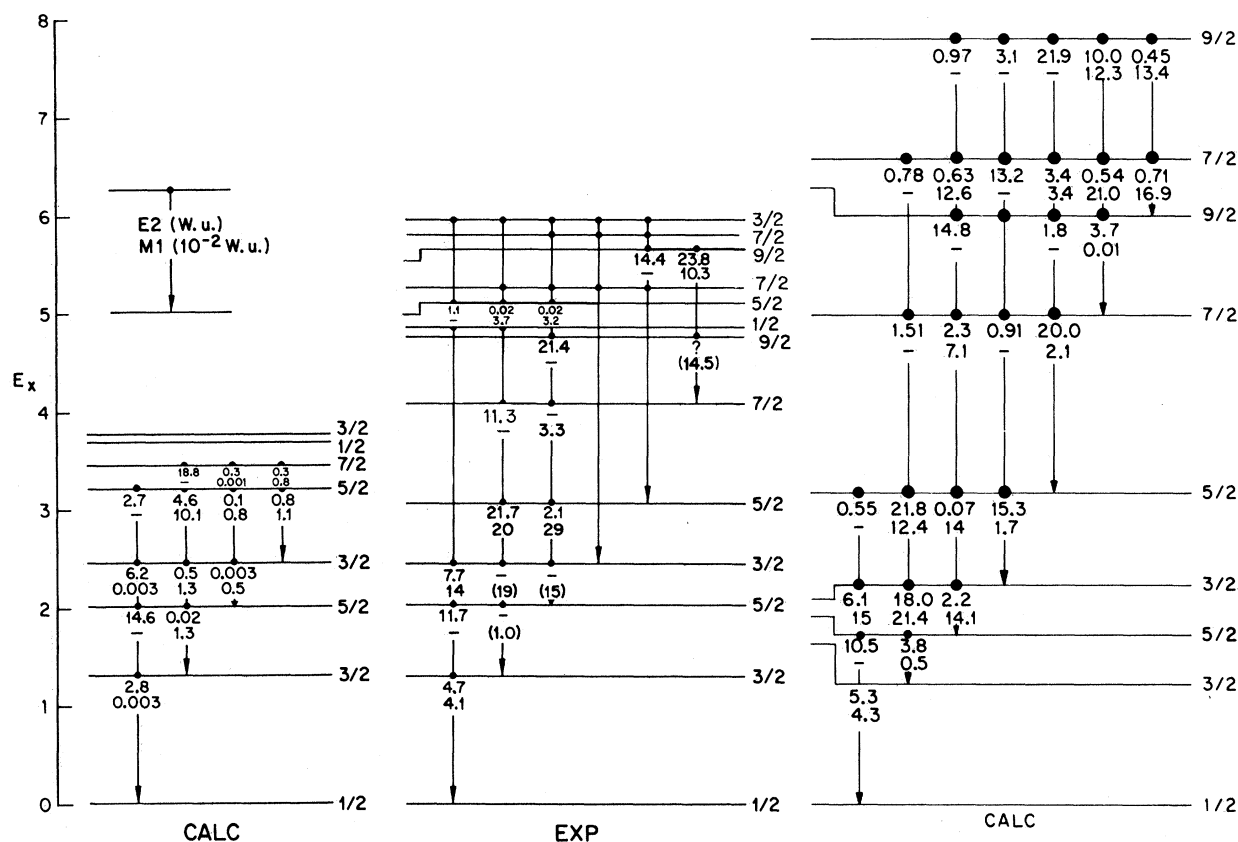 8
7
6
5
4
3
2
1
0
Ex
E2 (W. u.)
M1 (10⁻² W. u.)
3/2
1/2
7/2
18.8 0.3 0.3
– 0.001 0.8
5/2
2.7 4.6 0.1 0.8
– 10.1 0.8 1.1
3/2
6.2 0.5 0.003
0.003 1.3 0.5
5/2
14.6 0.02
– 1.3
3/2
2.8
0.003
1/2
CALC
3/2
7/2
9/2
14.4 23.8
– 10.3
7/2
5/2
1.1 0.02 0.02
– 3.7 3.2
1/2
9/2
21.4 ?
– (14.5)
7/2
11.3 –
– 3.3
5/2
21.7 2.1
20 29
3/2
7.7 – –
14 (19) (15)
5/2
11.7 –
– (1.0)
3/2
4.7
4.1
1/2
EXP
9/2
0.97 3.1 21.9 10.0 0.45
– – – 12.3 13.4
7/2
0.78 0.63 13.2 3.4 0.54 0.71
– 12.6 – 3.4 21.0 16.9
9/2
14.8 1.8 3.7
– – 0.01
7/2
1.51 2.3 0.91 20.0
– 7.1 – 2.1
5/2
0.55 21.8 0.07 15.3
– 12.4 14 1.7
3/2
6.1 18.0 2.2
15 21.4 14.1
5/2
10.5 3.8
– 0.5
3/2
5.3
4.3
1/2
CALC